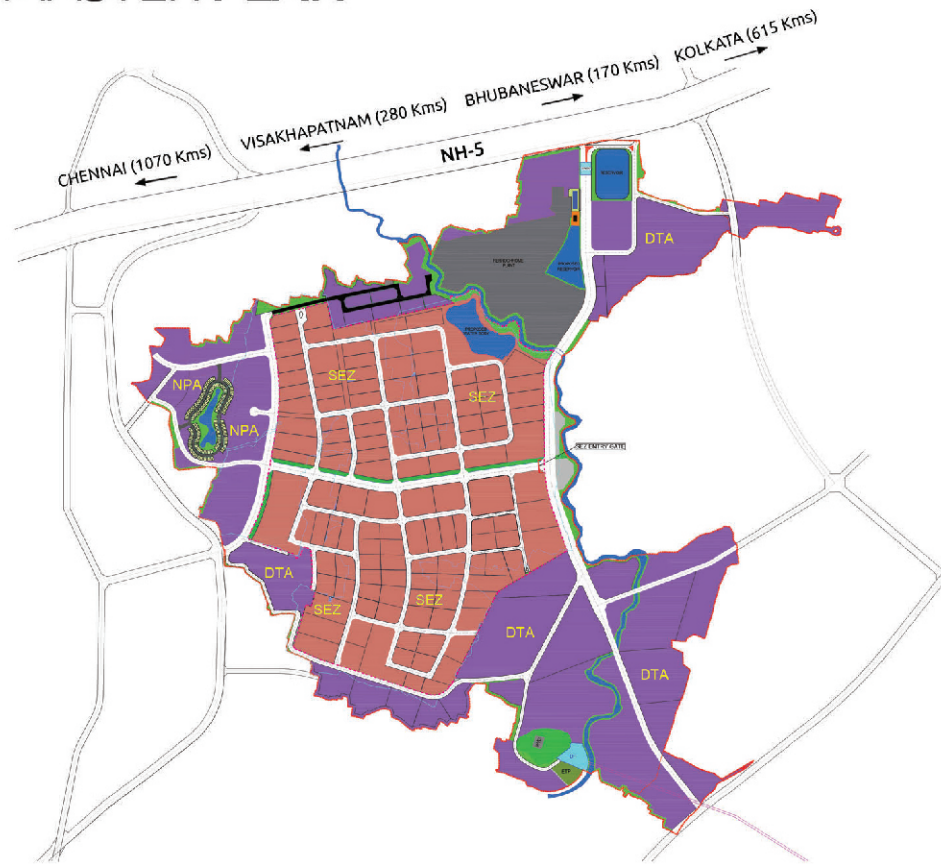 KOLKATA (615 Kms)
BHUBANESWAR (170 Kms)
VISAKHAPATNAM (280 Kms)
CHENNAI (1070 Kms)
NH-5
DTA
SEZ
SEZ
NPA
NPA
SEZ ENTRY GATE
DTA
SEZ
SEZ
DTA
DTA
ETP